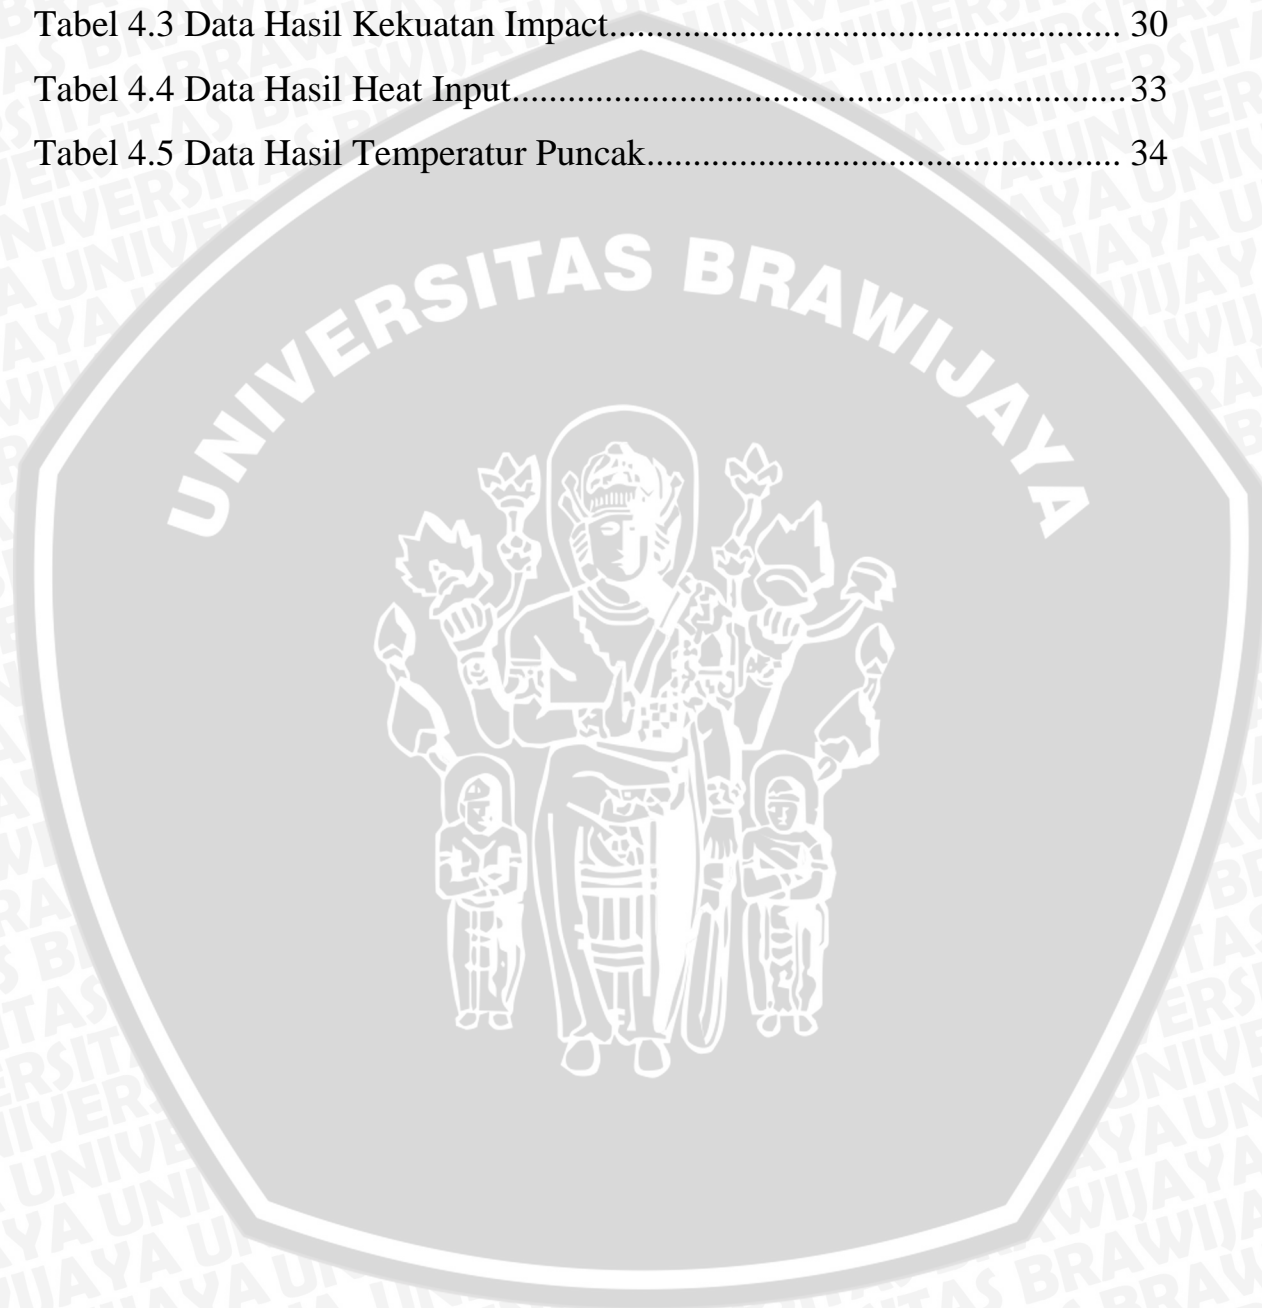 Tabel 4.3 Data Hasil Kekuatan Impact.................................................... 30
Tabel 4.4 Data Hasil Heat Input.............................................................. 33
Tabel 4.5 Data Hasil Temperatur Puncak................................................ 34
UNIVERSITAS BRAWIJAYA